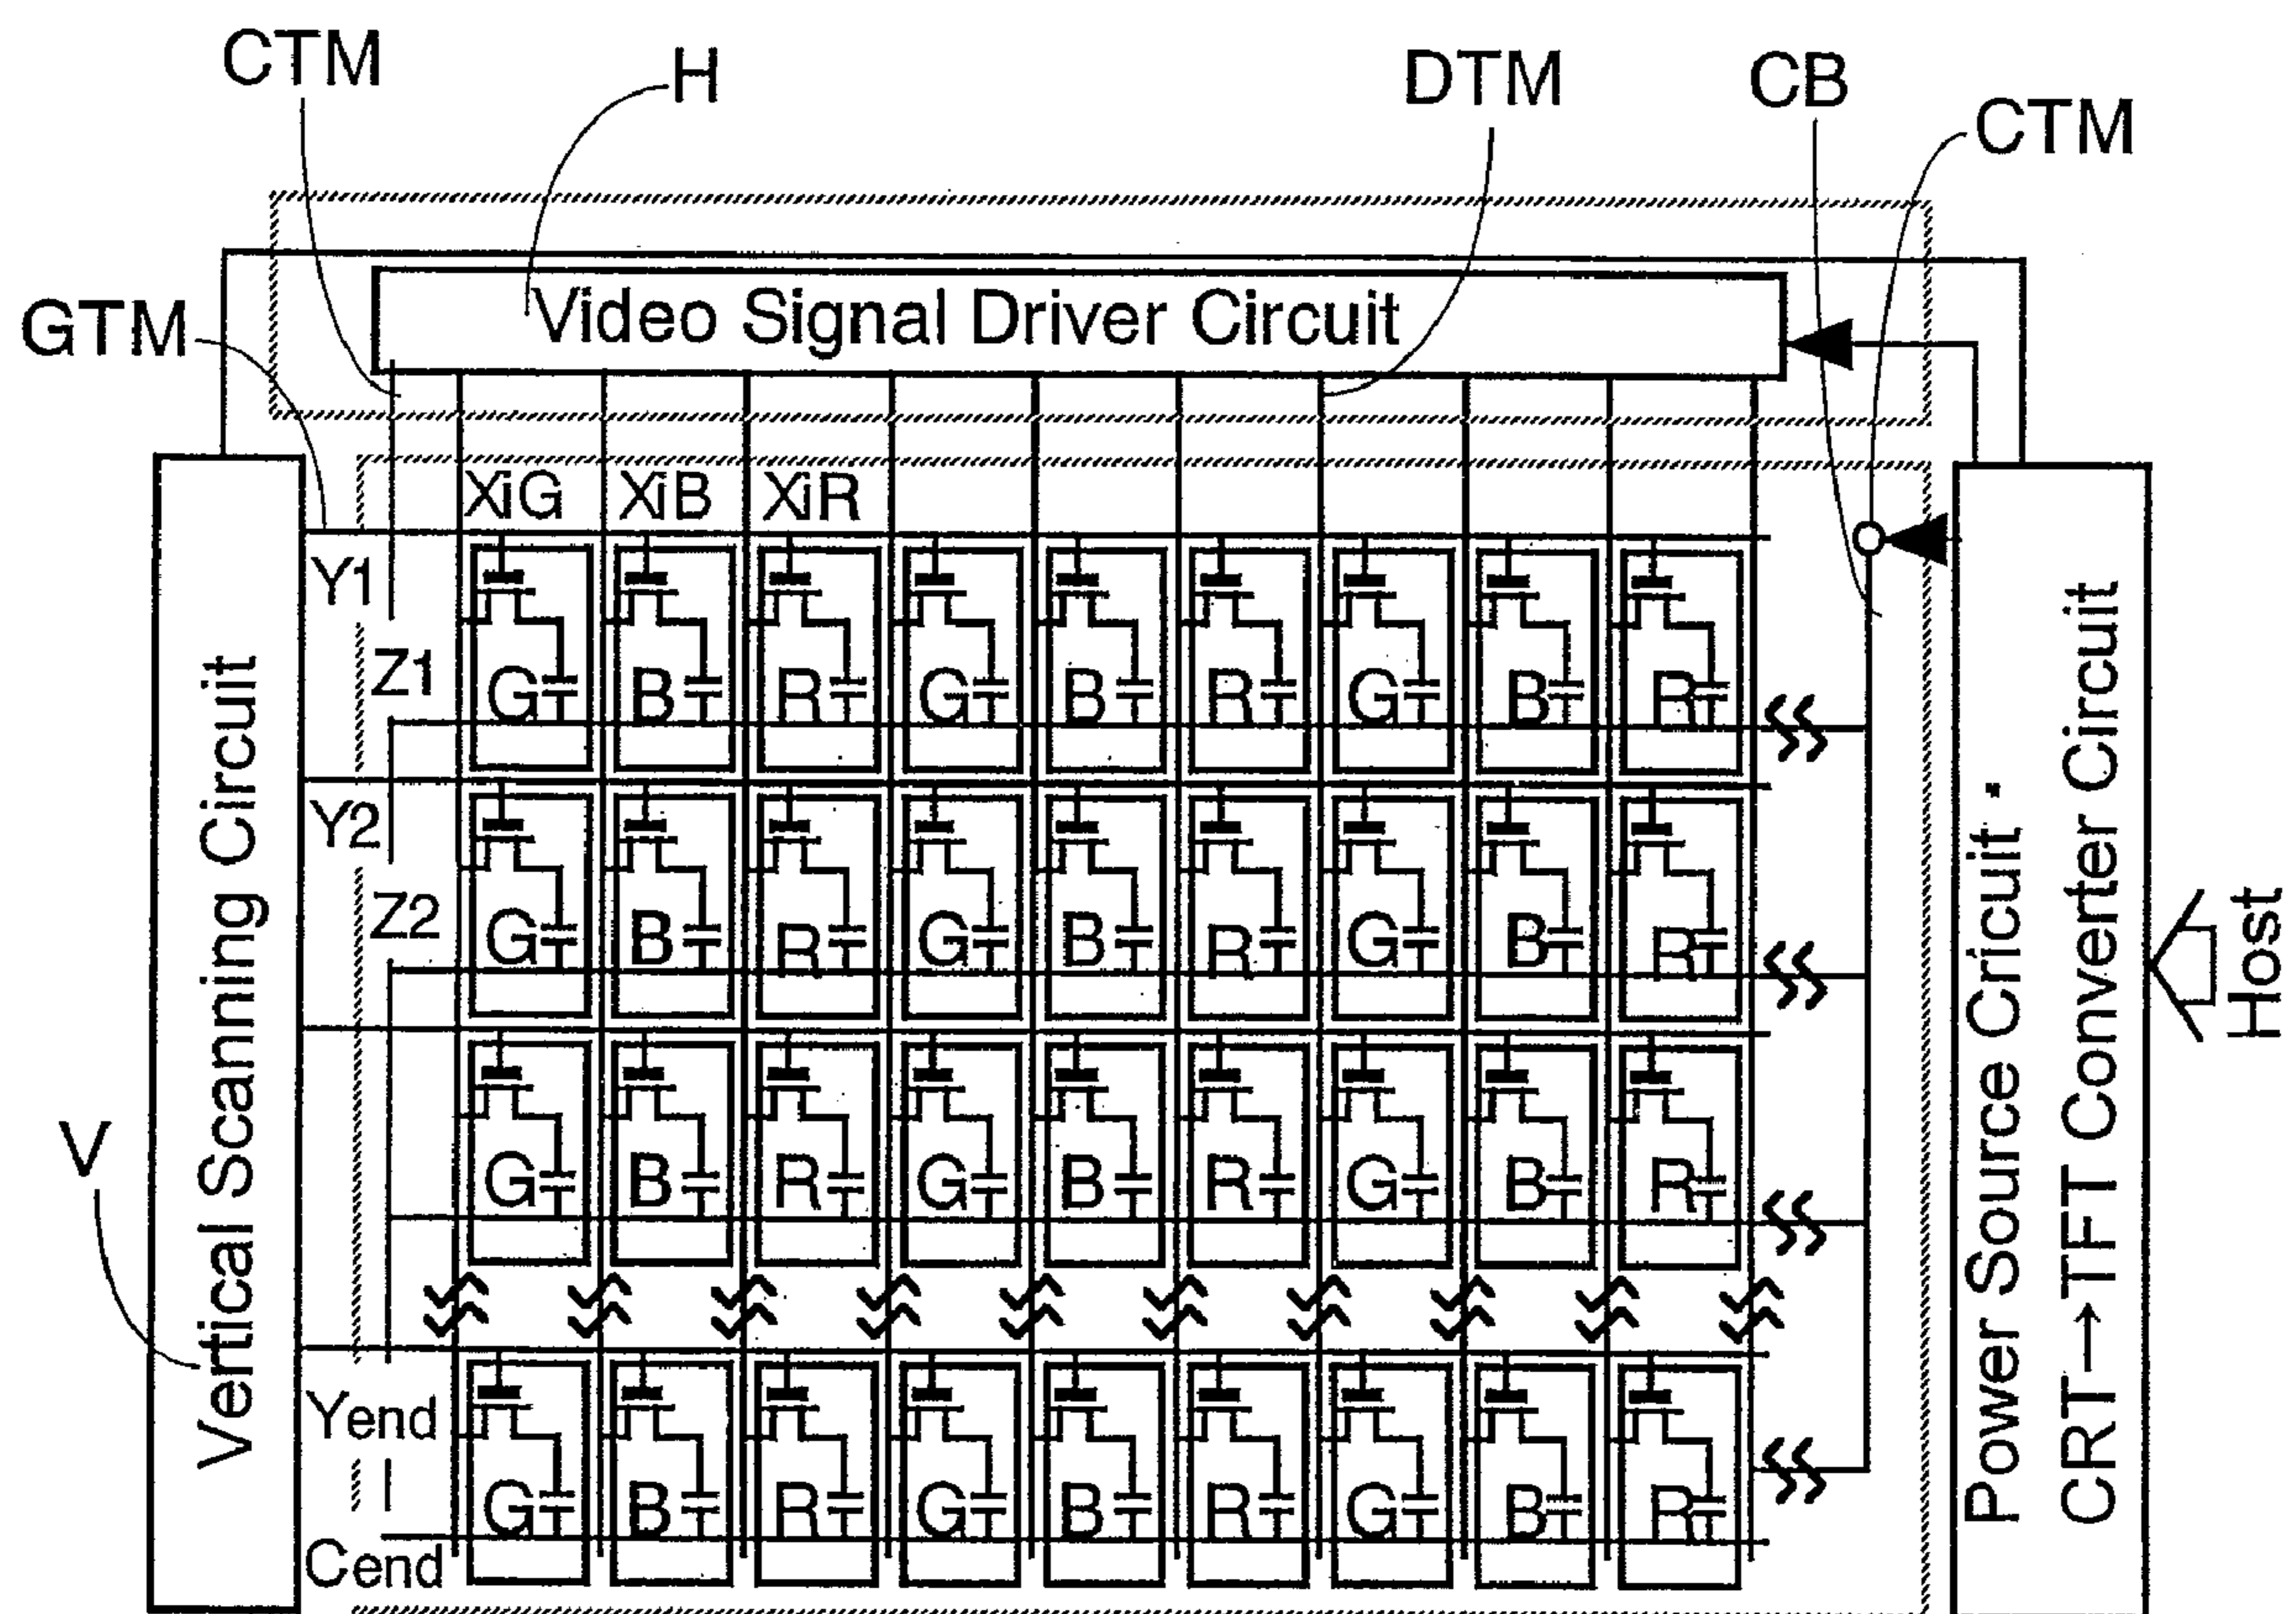 CTM
H
DTM
CB
CTM
GTM
Video Signal Driver Circuit
XiG XiB XiR
Y1
Z1
G B R G B R G B R
Y2
Z2
G B R G B R G B R
G B R G B R G B R
V
Yend
G B R G B R G B R
Cend
Vertical Scanning Circuit
Power Source Cricuit -
CRT→TFT Converter Circuit
Host